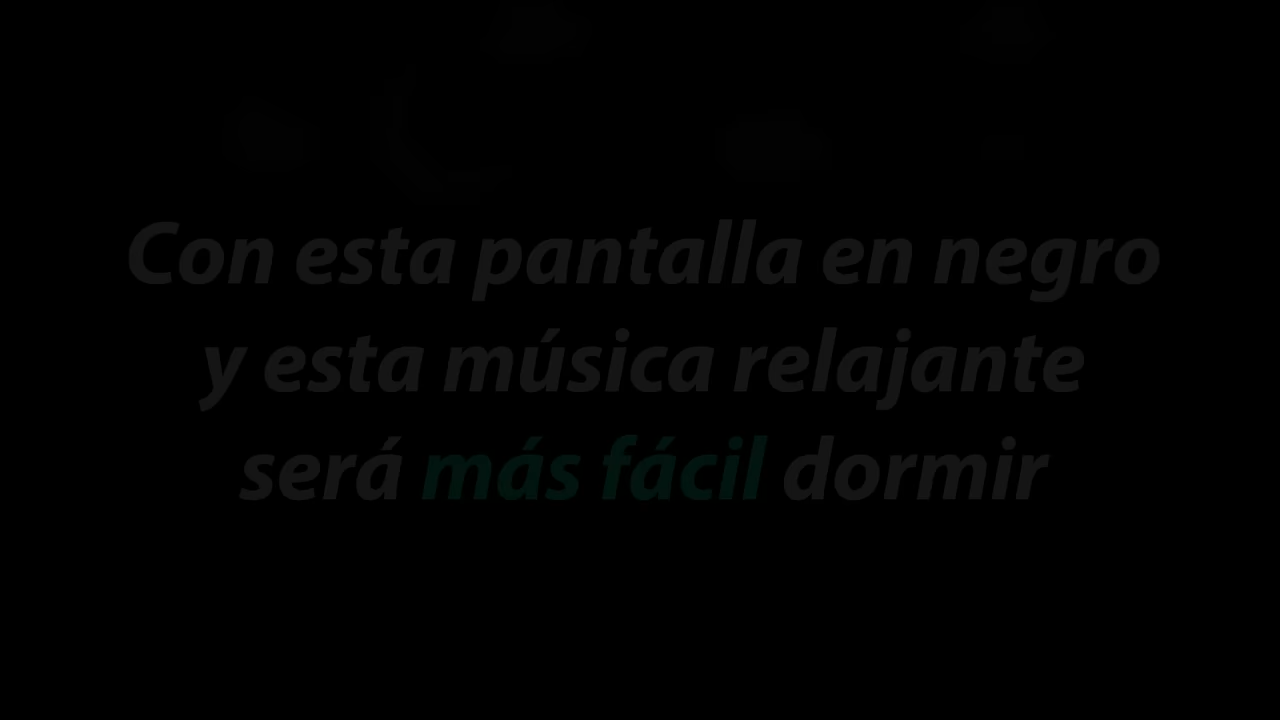 Con esta pantalla en negro
y esta música relajante
será más fácil dormir